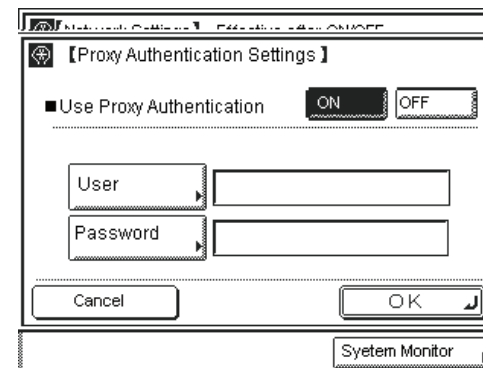 【Proxy Authentication Settings】
■Use Proxy Authentication ON OFF
User
Password
Cancel OK
Syetem Monitor